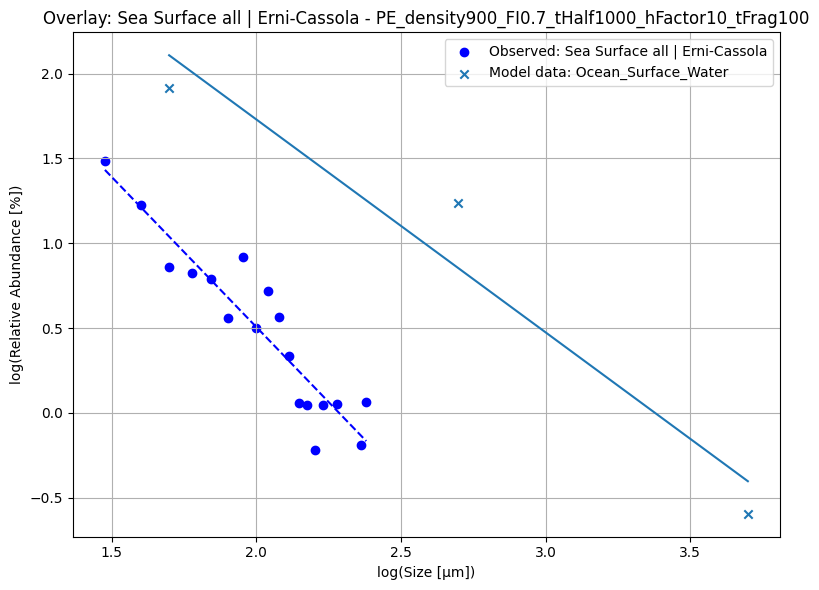 Overlay: Sea Surface all | Erni-Cassola - PE_density900_FI0.7_tHalf1000_hFactor10_tFrag100
Observed: Sea Surface all | Erni-Cassola
Model data: Ocean_Surface_Water
log(Relative Abundance [%])
2.0
1.5
1.0
0.5
0.0
−0.5
1.5
2.0
2.5
3.0
3.5
log(Size [μm])